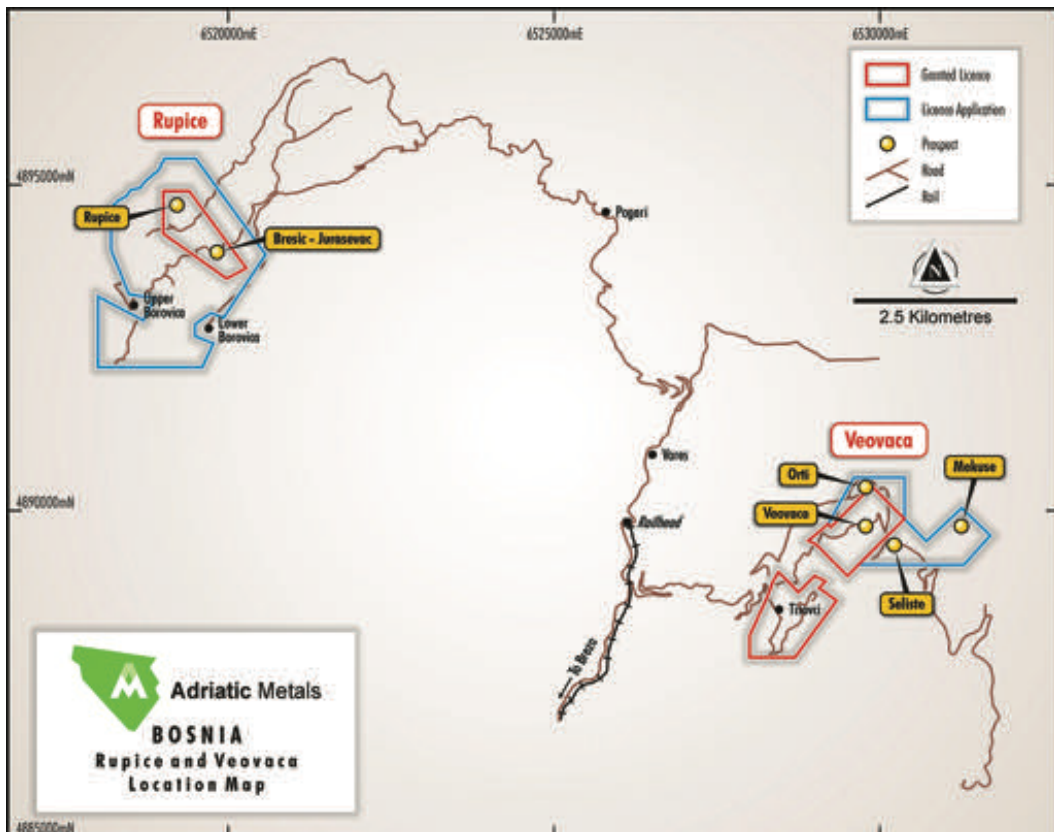 6520000mE
6525000mE
6530000mE
Granted Licence
Licence Application
Prospect
Road
Rail
N
2.5 Kilometres
Rupice
4895000mN
Rupice
Bresic - Jurasevac
Pogari
Upper
Borovica
Lower
Borovica
Veovaca
Vares
Orti
Mekuse
4890000mN
Veovaca
Railhead
Seliste
Trlovci
To Breza
Adriatic Metals
BOSNIA
Rupice and Veovaca
Location Map
4885000mN